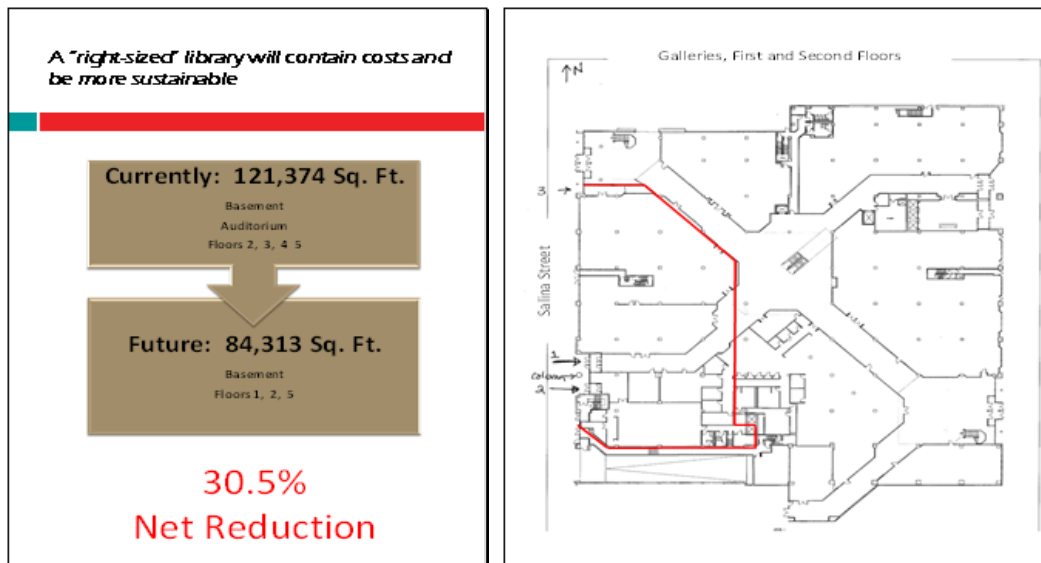 A "right-sized" library will contain costs and
be more sustainable
Currently: 121,374 Sq. Ft.
Basement
Auditorium
Floors 2, 3, 4 5
Future: 84,313 Sq. Ft.
Basement
Floors 1, 2, 5
30.5%
Net Reduction
Galleries, First and Second Floors
N
3
Salina Street
1
column
2